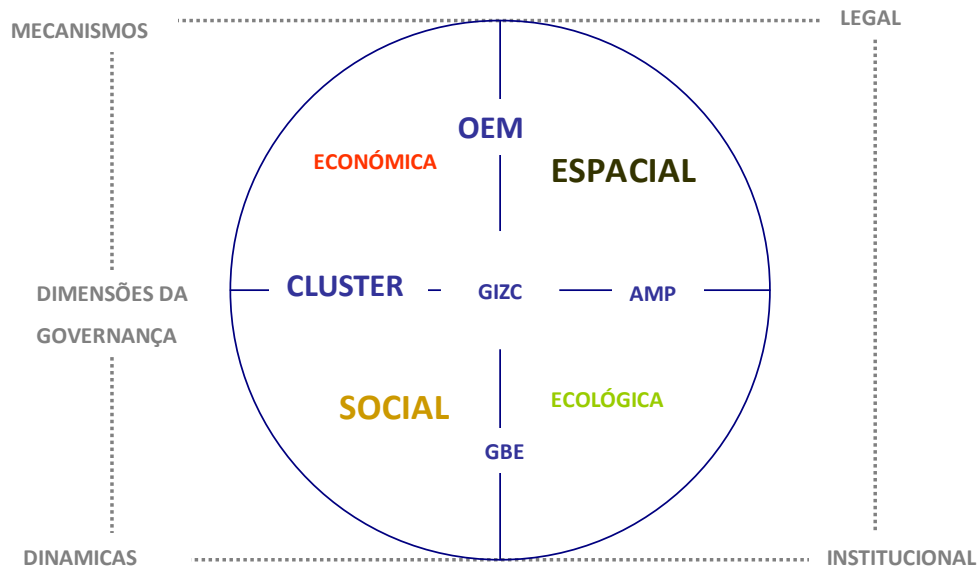 MECANISMOS
LEGAL
OEM
ECONÓMICA
ESPACIAL
DIMENSÕES DA
GOVERNANÇA
CLUSTER
GIZC
AMP
SOCIAL
ECOLÓGICA
GBE
DINAMICAS
INSTITUCIONAL